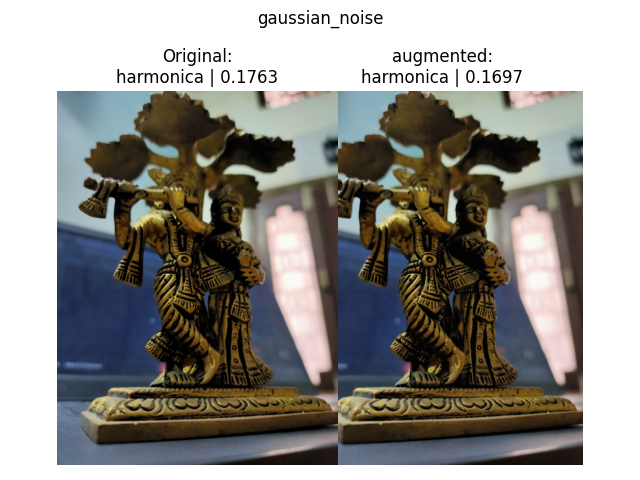 gaussian_noise
Original:
harmonica | 0.1763
augmented:
harmonica | 0.1697